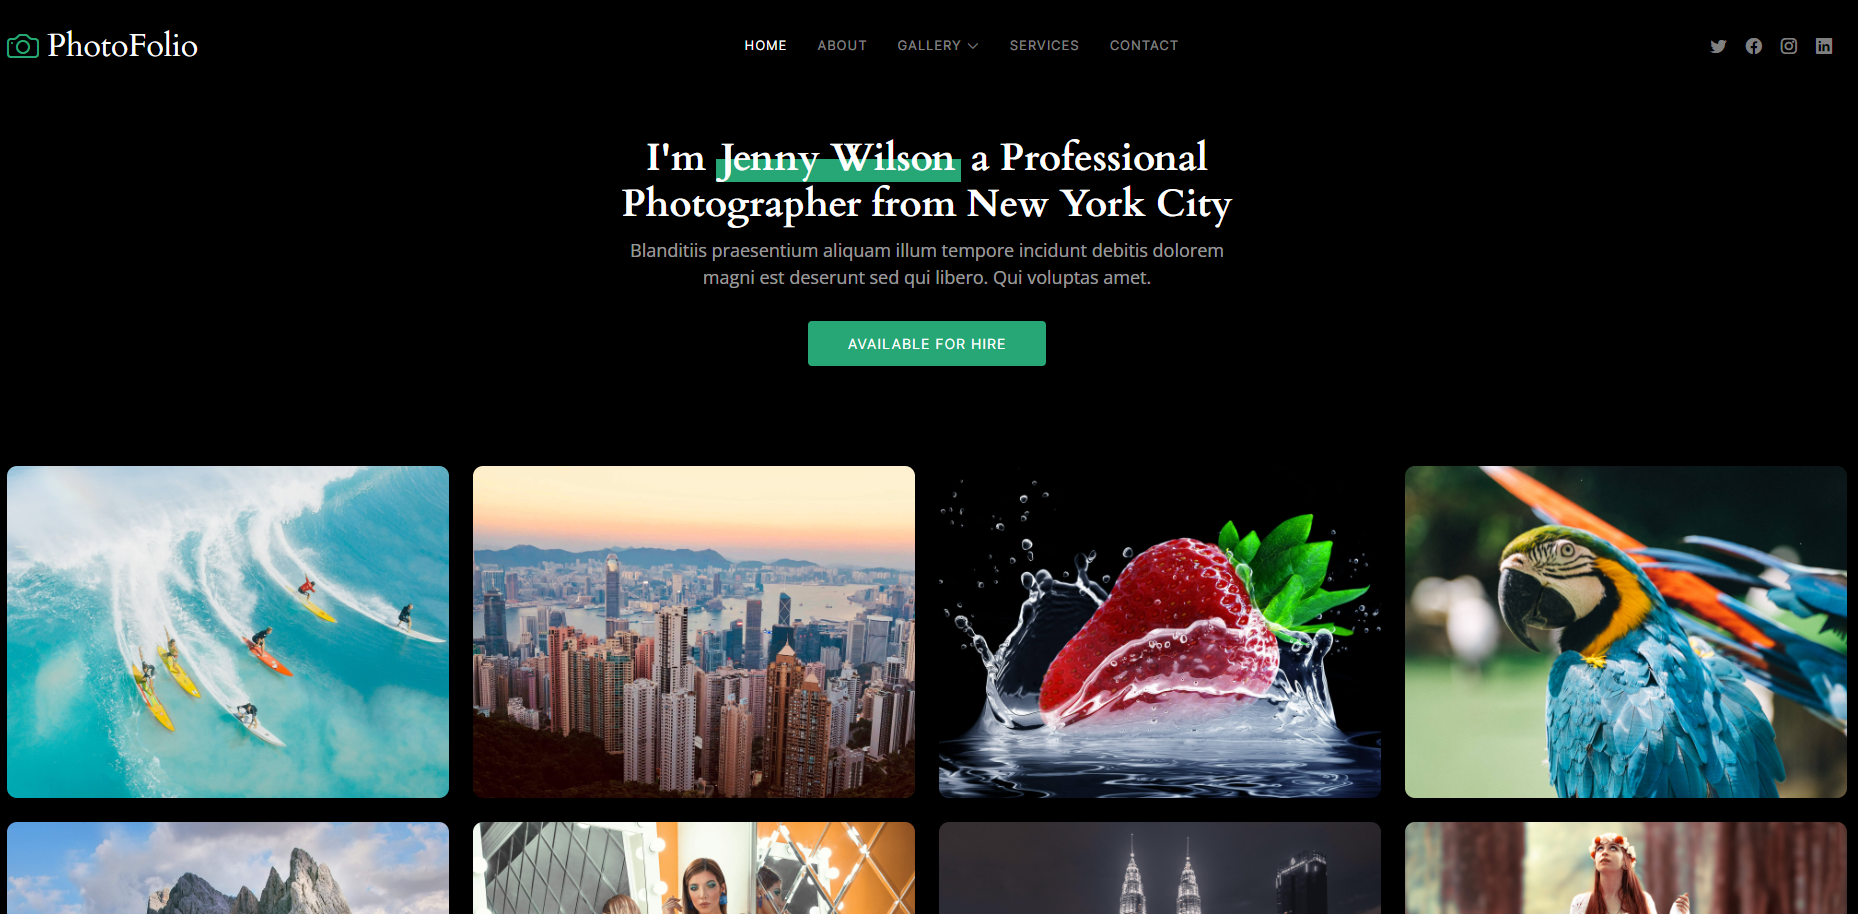 PhotoFolio
HOME ABOUT GALLERY SERVICES CONTACT
I'm Jenny Wilson a Professional
Photographer from New York City
Blanditiis praesentium aliquam illum tempore incidunt debitis dolorem
magni est deserunt sed qui libero. Qui voluptas amet.
AVAILABLE FOR HIRE